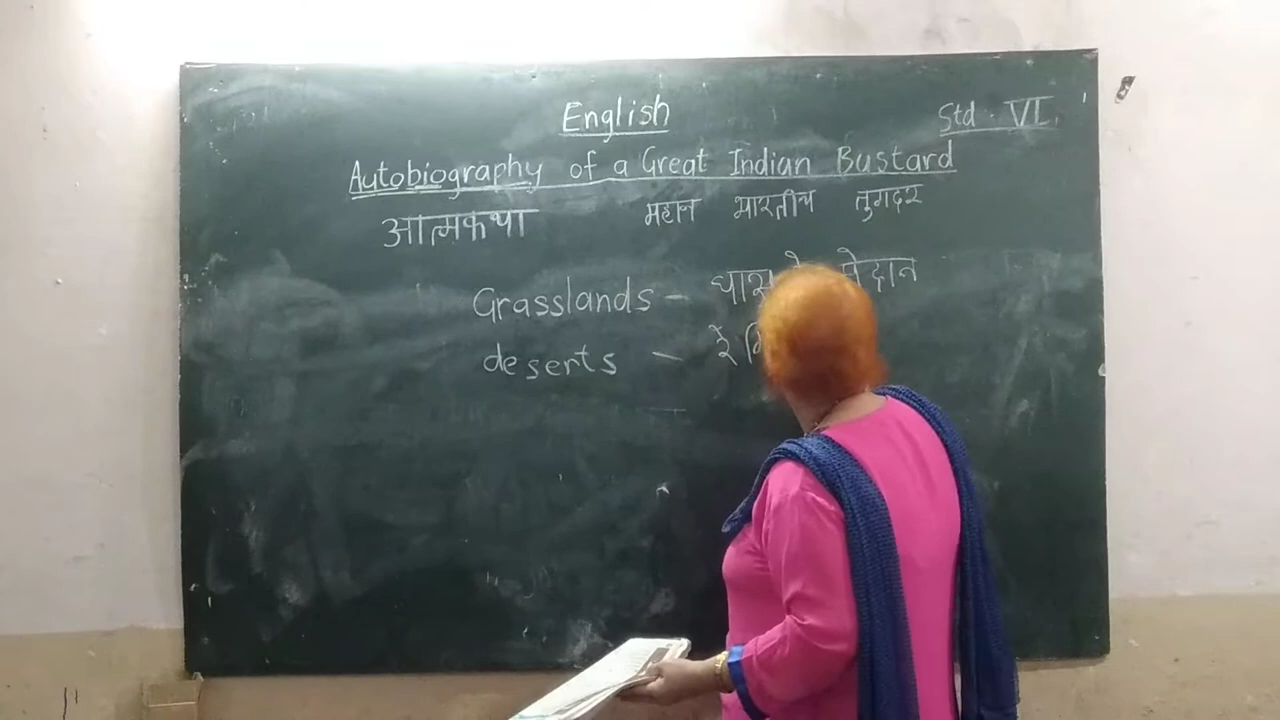 English
Std. VI.
Autobiography of a Great Indian Bustard
आत्मकथा महान भारतीय तुगदर
Grasslands - घास
deserts -